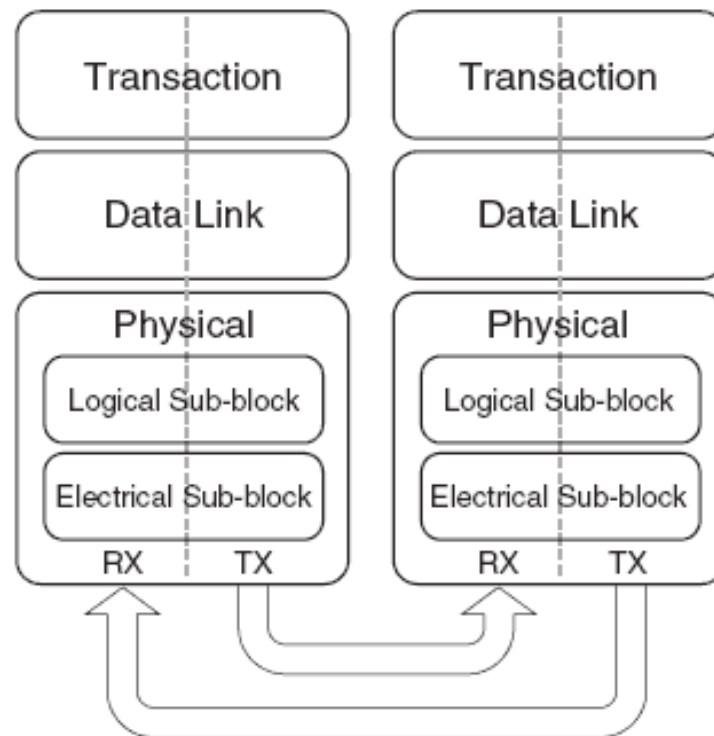 Transaction
Data Link
Physical
Logical Sub-block
Electrical Sub-block
RX TX
Transaction
Data Link
Physical
Logical Sub-block
Electrical Sub-block
RX TX